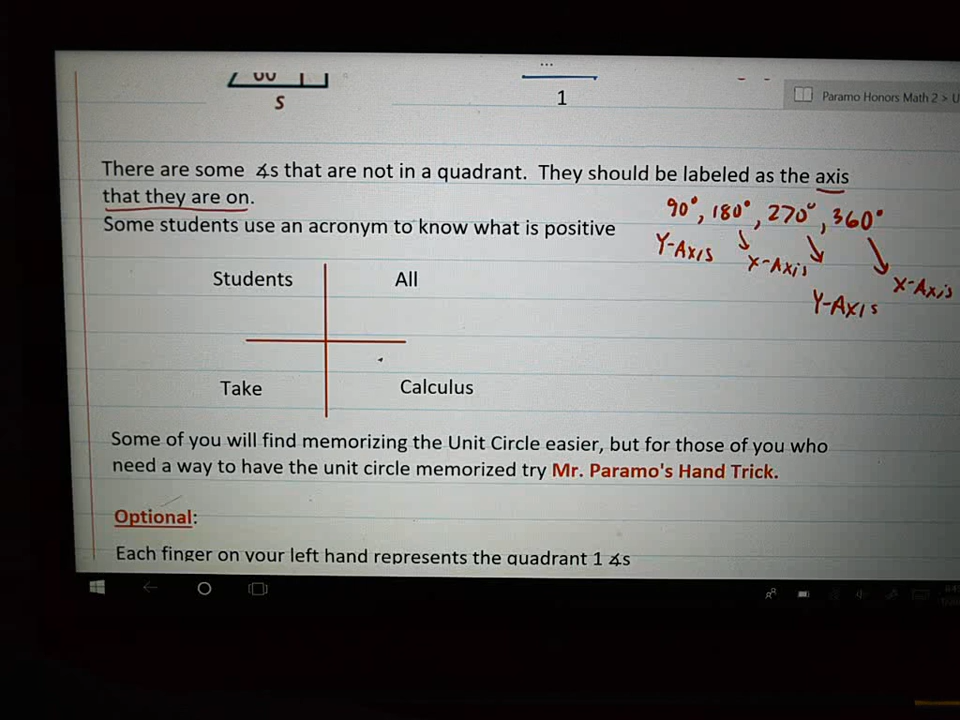 S
...
1
Paramo Honors Math 2 > U
There are some ∡s that are not in a quadrant. They should be labeled as the axis
that they are on.
90°, 180°, 270°, 360°
Some students use an acronym to know what is positive
Y-Axis X-Axis Y-Axis X-Axis
Students All
Take Calculus
Some of you will find memorizing the Unit Circle easier, but for those of you who
need a way to have the unit circle memorized try Mr. Paramo's Hand Trick.
Optional:
Each finger on your left hand represents the quadrant 1 ∡s